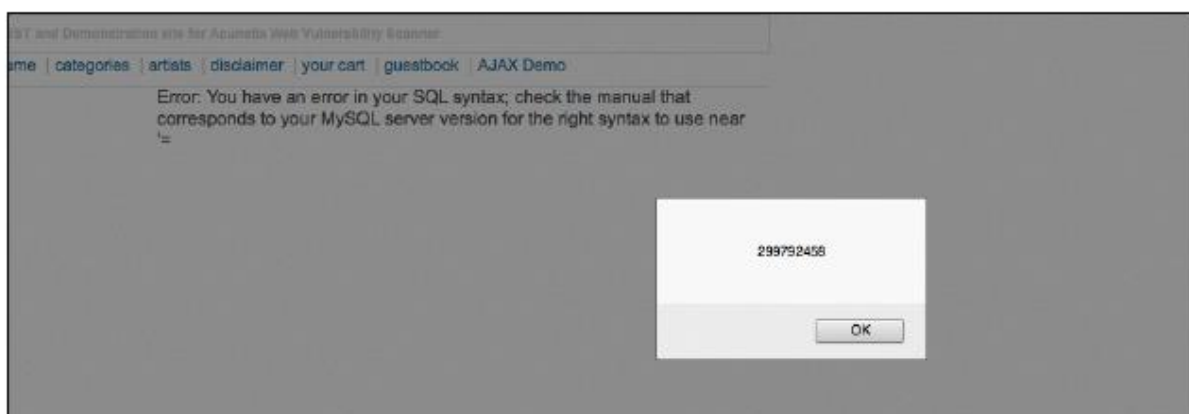 and Demonstration site for Acunetix Web Vulnerability Scanner
ome | categories | artists | disclaimer | your cart | guestbook | AJAX Demo
Error: You have an error in your SQL syntax; check the manual that
corresponds to your MySQL server version for the right syntax to use near
'=
299792458
OK